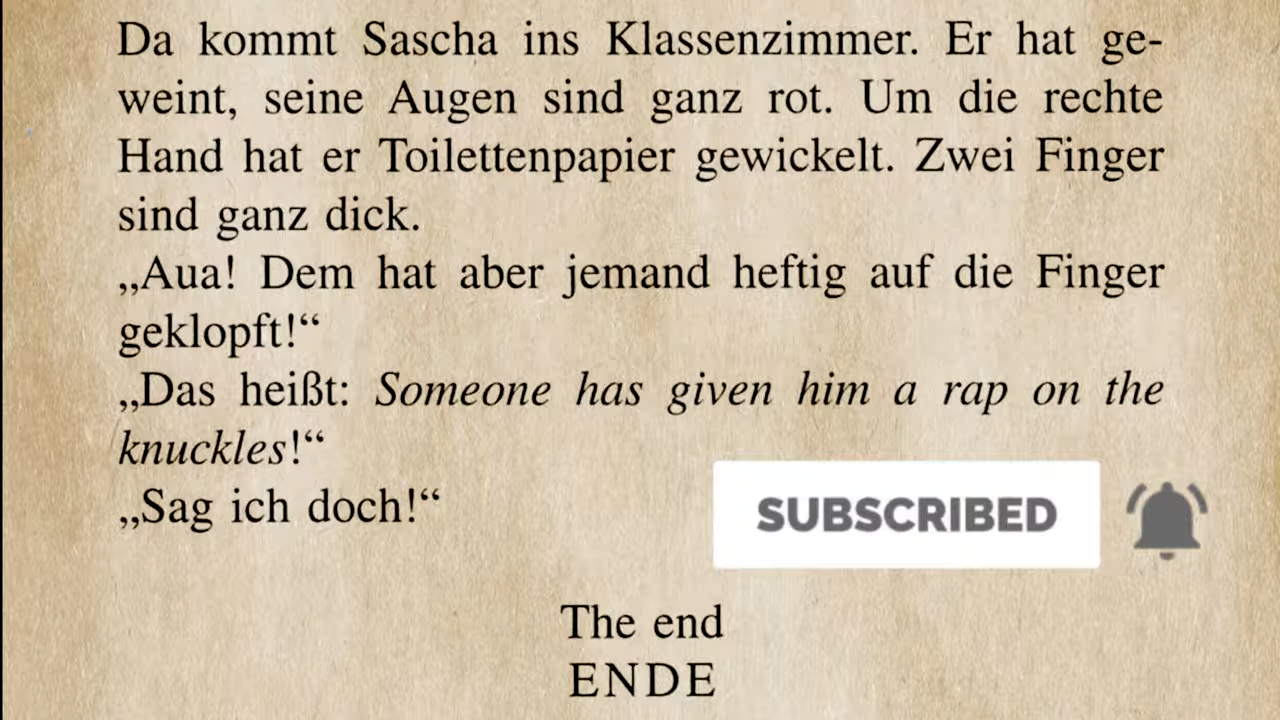 Da kommt Sascha ins Klassenzimmer. Er hat ge-
weint, seine Augen sind ganz rot. Um die rechte
Hand hat er Toilettenpapier gewickelt. Zwei Finger
sind ganz dick.
„Aua! Dem hat aber jemand heftig auf die Finger
geklopft!“
„Das heißt: Someone has given him a rap on the
knuckles!“
„Sag ich doch!“
SUBSCRIBED
The end
ENDE